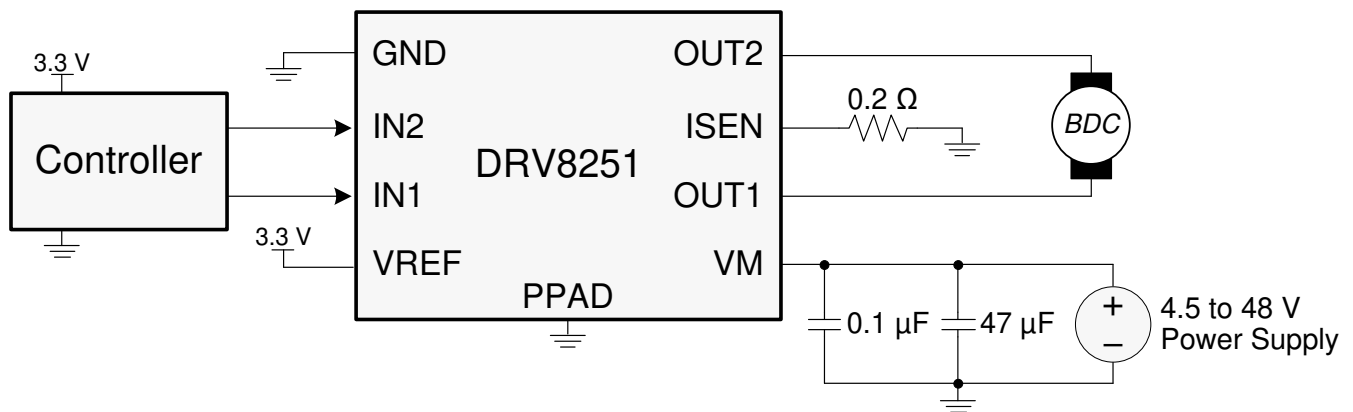 3.3 V
Controller
3.3 V
GND
IN2
IN1
VREF
DRV8251
PPAD
OUT2
ISEN
OUT1
VM
0.2 Ω
BDC
0.1 µF
47 µF
+
–
4.5 to 48 V
Power Supply